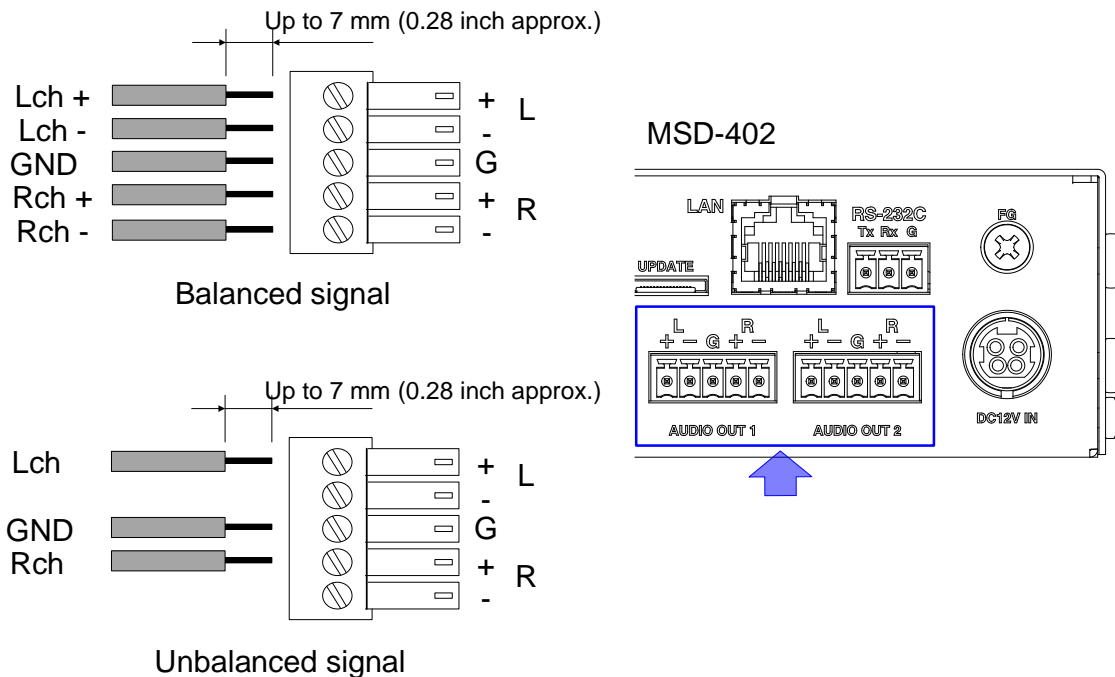 Up to 7 mm (0.28 inch approx.)
Lch +
Lch -
GND
Rch +
Rch -
+
L
-
G
+
R
-
Balanced signal
Up to 7 mm (0.28 inch approx.)
Lch
GND
Rch
+
L
-
G
+
R
-
Unbalanced signal
MSD-402
LAN
RS-232C
Tx Rx G
FG
UPDATE
L R
+ − G + −
L R
+ − G + −
AUDIO OUT 1
AUDIO OUT 2
DC12V IN